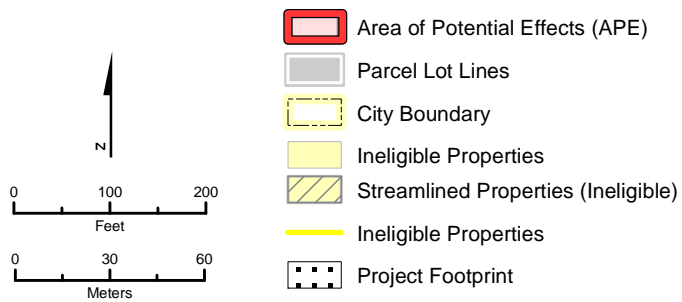 N
0 100 200
Feet
0 30 60
Meters
Area of Potential Effects (APE)
Parcel Lot Lines
City Boundary
Ineligible Properties
Streamlined Properties (Ineligible)
Ineligible Properties
Project Footprint